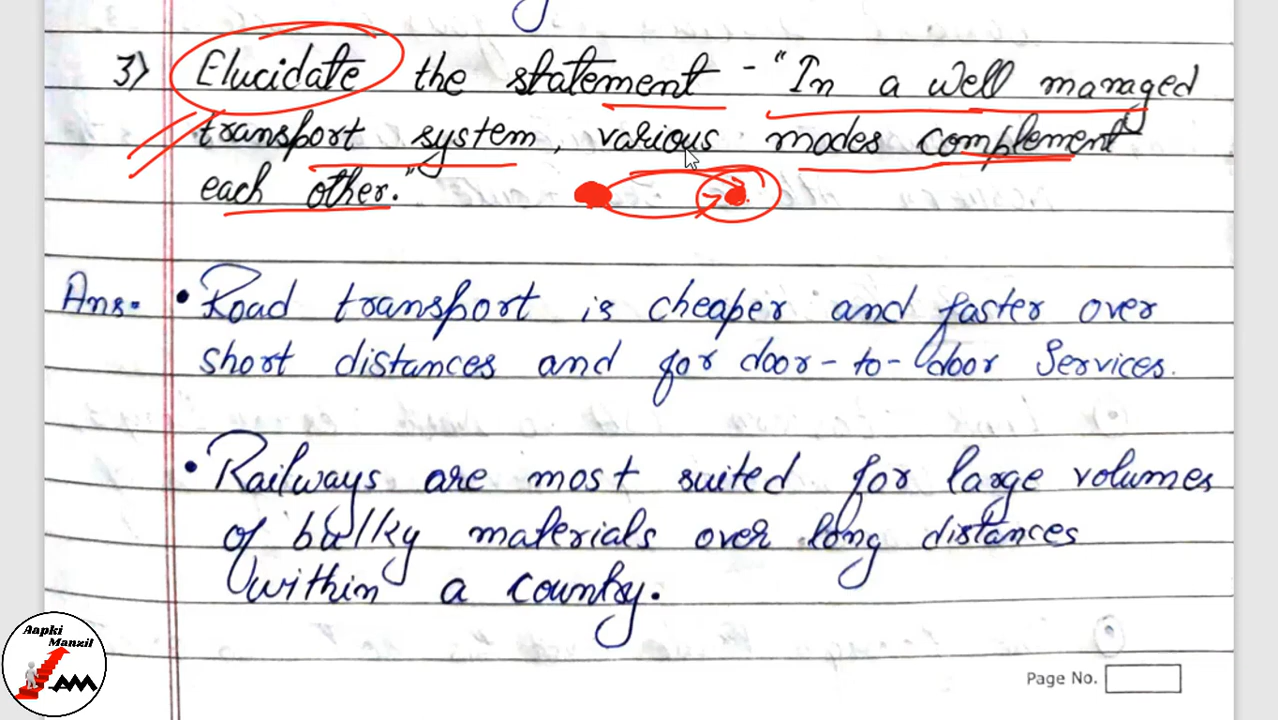 3) Elucidate the statement - "In a well managed
transport system, various modes complement
each other."
Ans. • Road transport is cheaper and faster over
short distances and for door-to-door services.
• Railways are most suited for large volumes
of bulky materials over long distances
within a country.
Aapki
Manzil
AM
Page No.